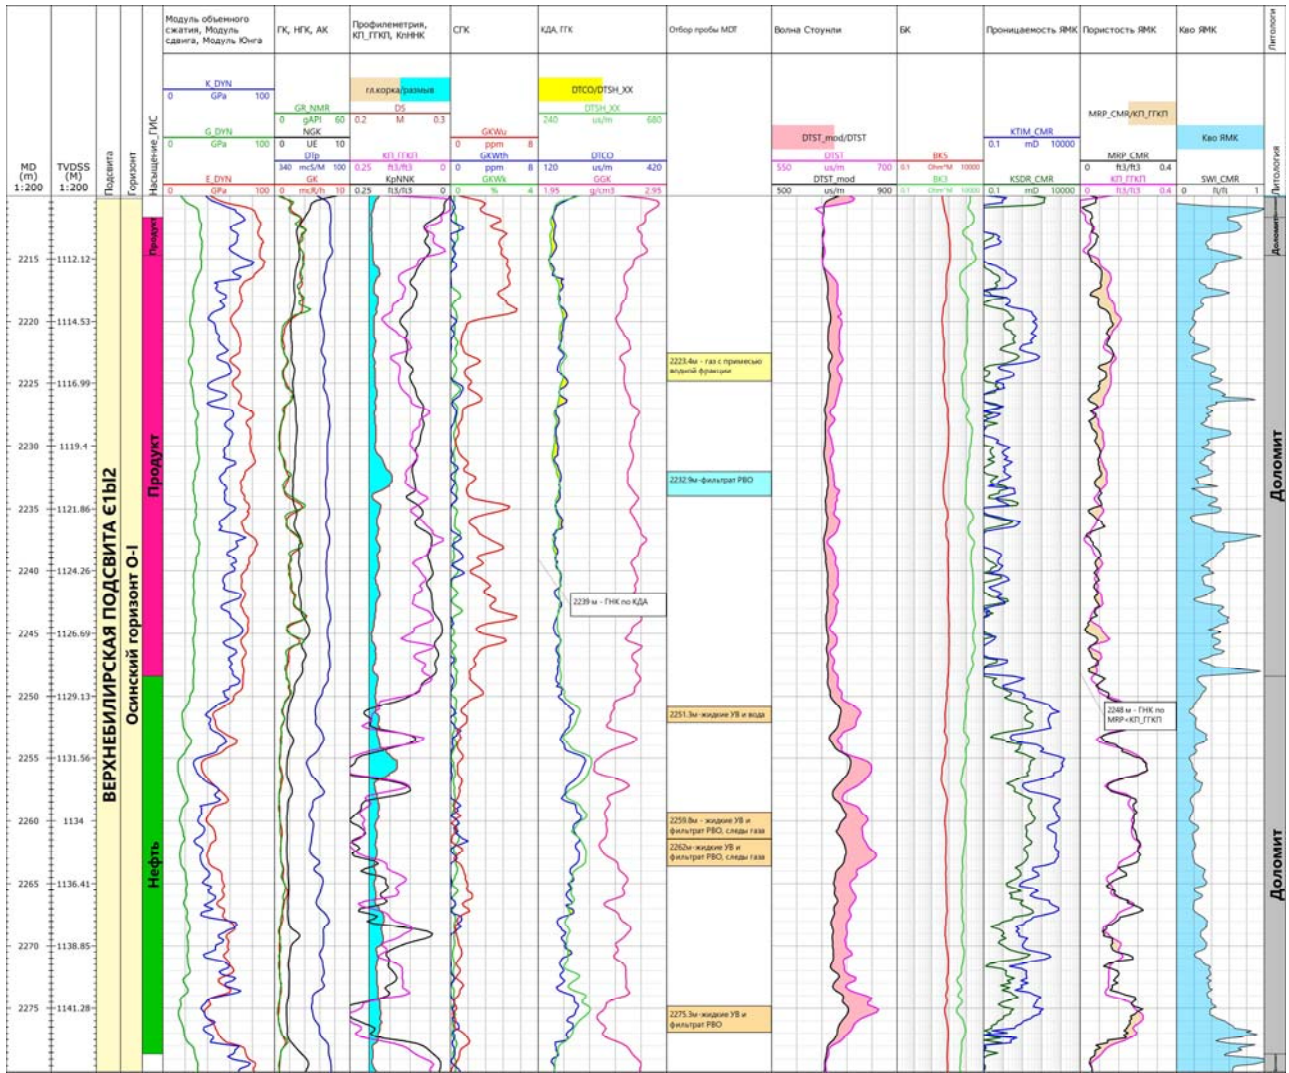 Модуль объемного
сжатия, Модуль
сдвига, Модуль Юнга
ГК, НГК, АК
Профилеметрия,
КП_ГГКП, КпННК
СГК
КДА, ГГК
Отбор пробы MDT
Волна Стоунли
БК
Проницаемость ЯМК
Пористость ЯМК
Кво ЯМК
Литологи
MD
(m)
1:200
TVDSS
(M)
1:200
Подсвита
Горизонт
Насыщение_ГИС
K_DYN
0 GPa 100
G_DYN
0 GPa 100
E_DYN
0 GPa 100
GR_NMR
0 gAPI 60
NGK
0 UE 10
DTp
340 mcS/M 100
GK
0 mcR/h 10
гл.корка/размыв
DS
0.2 M 0.3
КП_ГГКП
0.25 ft3/ft3 0
KpNNK
0.25 ft3/ft3 0
GKWu
0 ppm 8
GKWth
0 ppm 8
GKWk
0 % 4
DTCO/DTSH_XX
DTSH_XX
240 us/m 680
DTCO
120 us/m 420
GGK
1.95 g/cm3 2.95
DTST_mod/DTST
DTST
550 us/m 700
DTST_mod
500 us/m 900
BK5
0.1 Ohm*M 10000
BK3
0.1 Ohm*M 10000
KTIM_CMR
0.1 mD 10000
KSDR_CMR
0.1 mD 10000
MRP_CMR/КП_ГГКП
MRP_CMR
0 ft3/ft3 0.4
КП_ГГКП
0 ft3/ft3 0.4
Кво ЯМК
SWI_CMR
0 ft/ft 1
Литология
2215 1112.12
2220 1114.53
2225 1116.99
2230 1119.4
2235 1121.86
2240 1124.26
2245 1126.69
2250 1129.13
2255 1131.56
2260 1134
2265 1136.41
2270 1138.85
2275 1141.28
ВЕРХНЕБИЛИРСКАЯ ПОДСВИТА Є1Ы2
Осинский горизонт О-I
Продукт
Продукт
Нефть
2223.4м - газ с примесью
водной фракции
2232.9м-фильтрат РВО
2239 м - ГНК по КДА
2251.3м-жидкие УВ и вода
2248 м - ГНК по
MRP<КП_ГГКП
2259.8м - жидкие УВ и
фильтрат РВО, следы газа
2262м-жидкие УВ и
фильтрат РВО, следы газа
2275.3м-жидкие УВ и
фильтрат РВО
Доломит
Доломит
Доломит